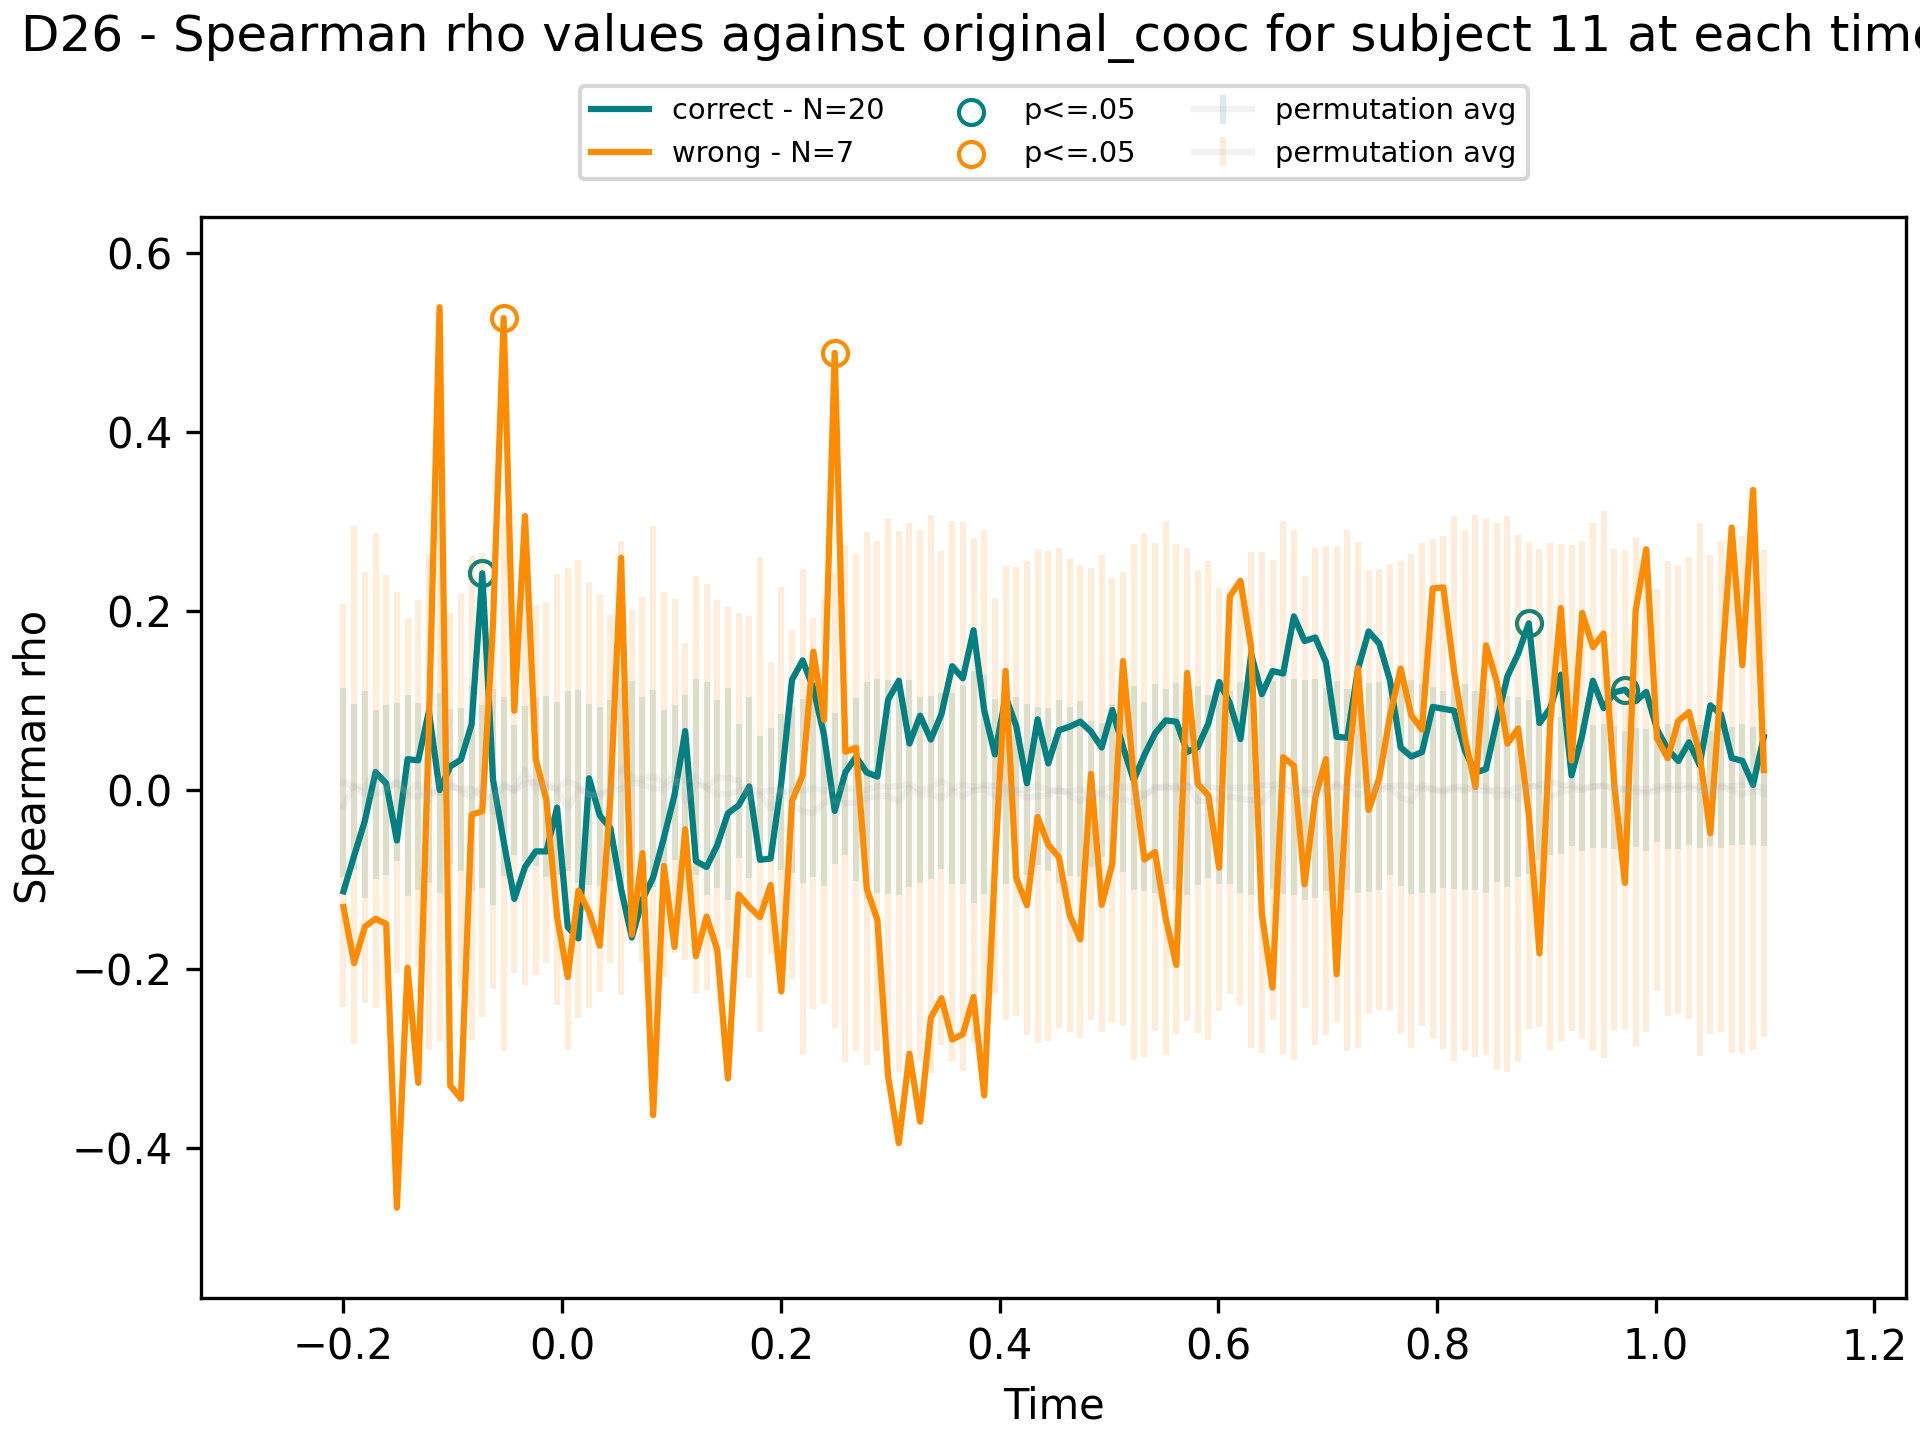 D26 - Spearman rho values against original_cooc for subject 11 at each
correct - N=20
wrong - N=7
p<=.05
p<=.05
permutation avg
permutation avg
Spearman rho
0.6
0.4
0.2
0.0
−0.2
−0.4
−0.2
0.0
0.2
0.4
0.6
0.8
1.0
1.2
Time